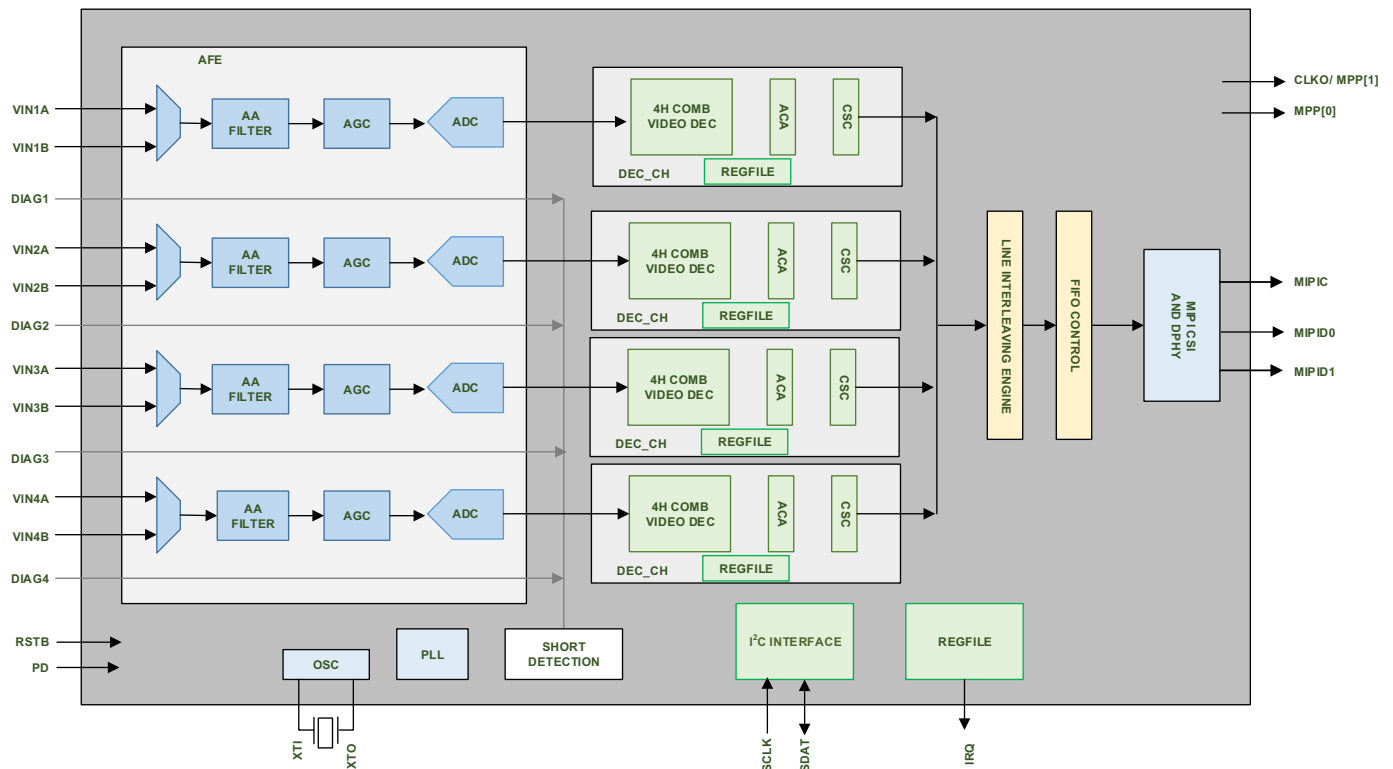 AFE
CLKO/ MPP[1]
MPP[0]
VIN1A
VIN1B
AA
FILTER
AGC
ADC
4H COMB
VIDEO DEC
ACA
CSC
REGFILE
DEC_CH
DIAG1
VIN2A
VIN2B
AA
FILTER
AGC
ADC
4H COMB
VIDEO DEC
ACA
CSC
REGFILE
DEC_CH
DIAG2
VIN3A
VIN3B
AA
FILTER
AGC
ADC
4H COMB
VIDEO DEC
ACA
CSC
REGFILE
DEC_CH
DIAG3
VIN4A
VIN4B
AA
FILTER
AGC
ADC
4H COMB
VIDEO DEC
ACA
CSC
REGFILE
DEC_CH
DIAG4
LINE INTERLEAVING ENGINE
FIFO CONTROL
MIPI CSI
AND DPHY
MIPIC
MIPID0
MIPID1
RSTB
PD
OSC
PLL
SHORT
DETECTION
I²C INTERFACE
REGFILE
XTI
XTO
SCLK
SDAT
IRQ